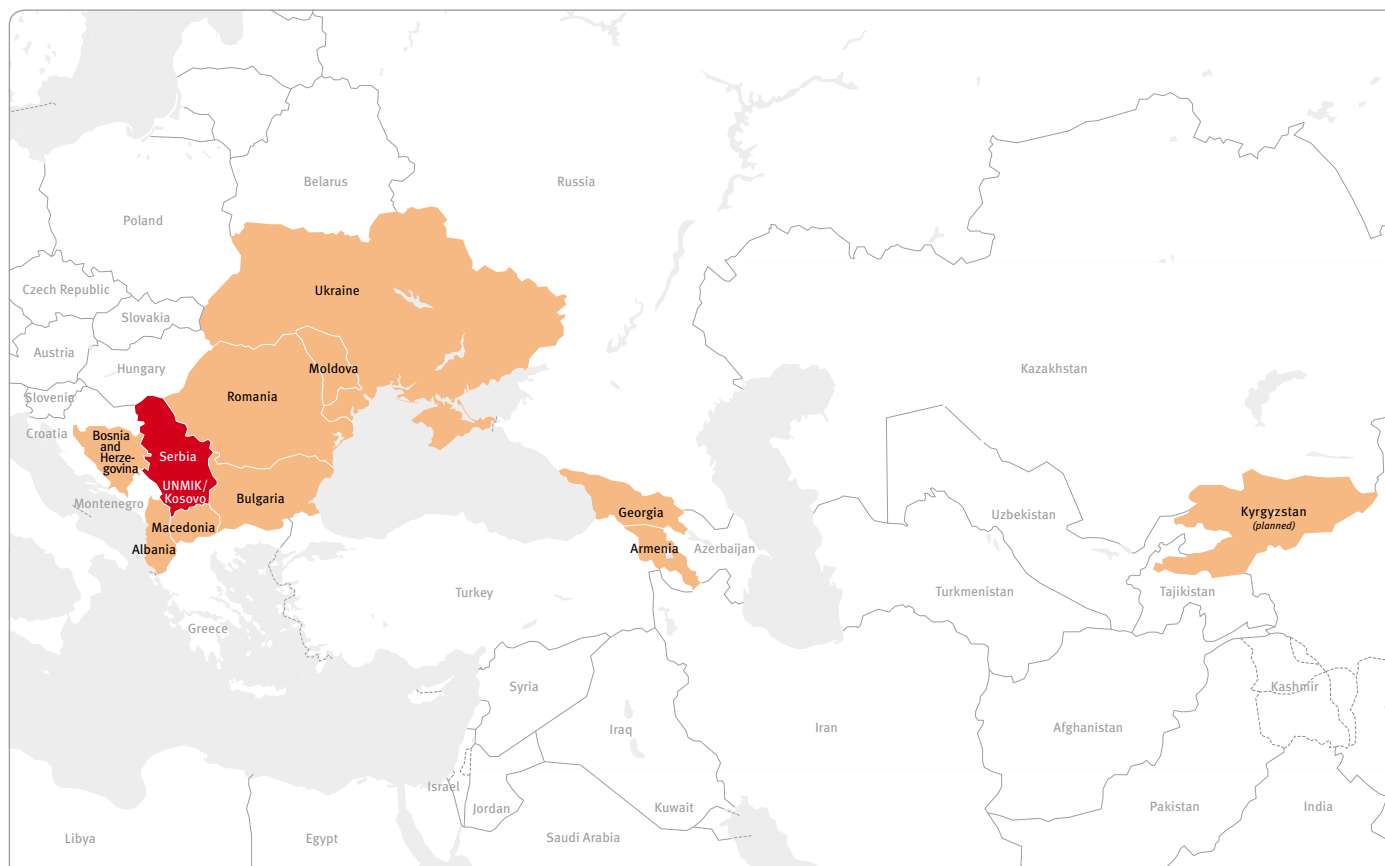 Belarus
Russia
Poland
Czech Republic
Ukraine
Slovakia
Austria
Hungary
Moldova
Kazakhstan
Romania
Slovenia
Croatia
Bosnia
and
Herze-
govina
Serbia
UNMIK/
Kosovo
Montenegro
Bulgaria
Macedonia
Albania
Georgia
Armenia
Azerbaijan
Uzbekistan
Kyrgyzstan
(planned)
Turkey
Turkmenistan
Tajikistan
Greece
Syria
Kashmir
Iraq
Iran
Afghanistan
Israel
Jordan
Kuwait
Pakistan
India
Libya
Egypt
Saudi Arabia